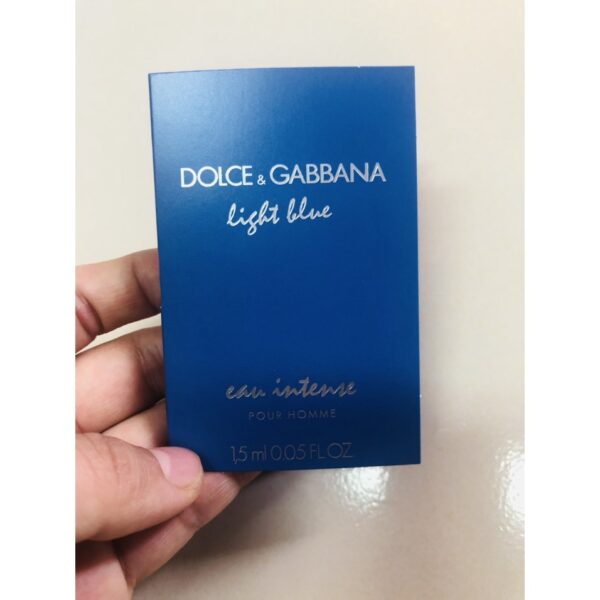 DOLCE & GABBANA
light blue
eau intense
POUR HOMME
1,5 ml 0.05 FL.OZ.